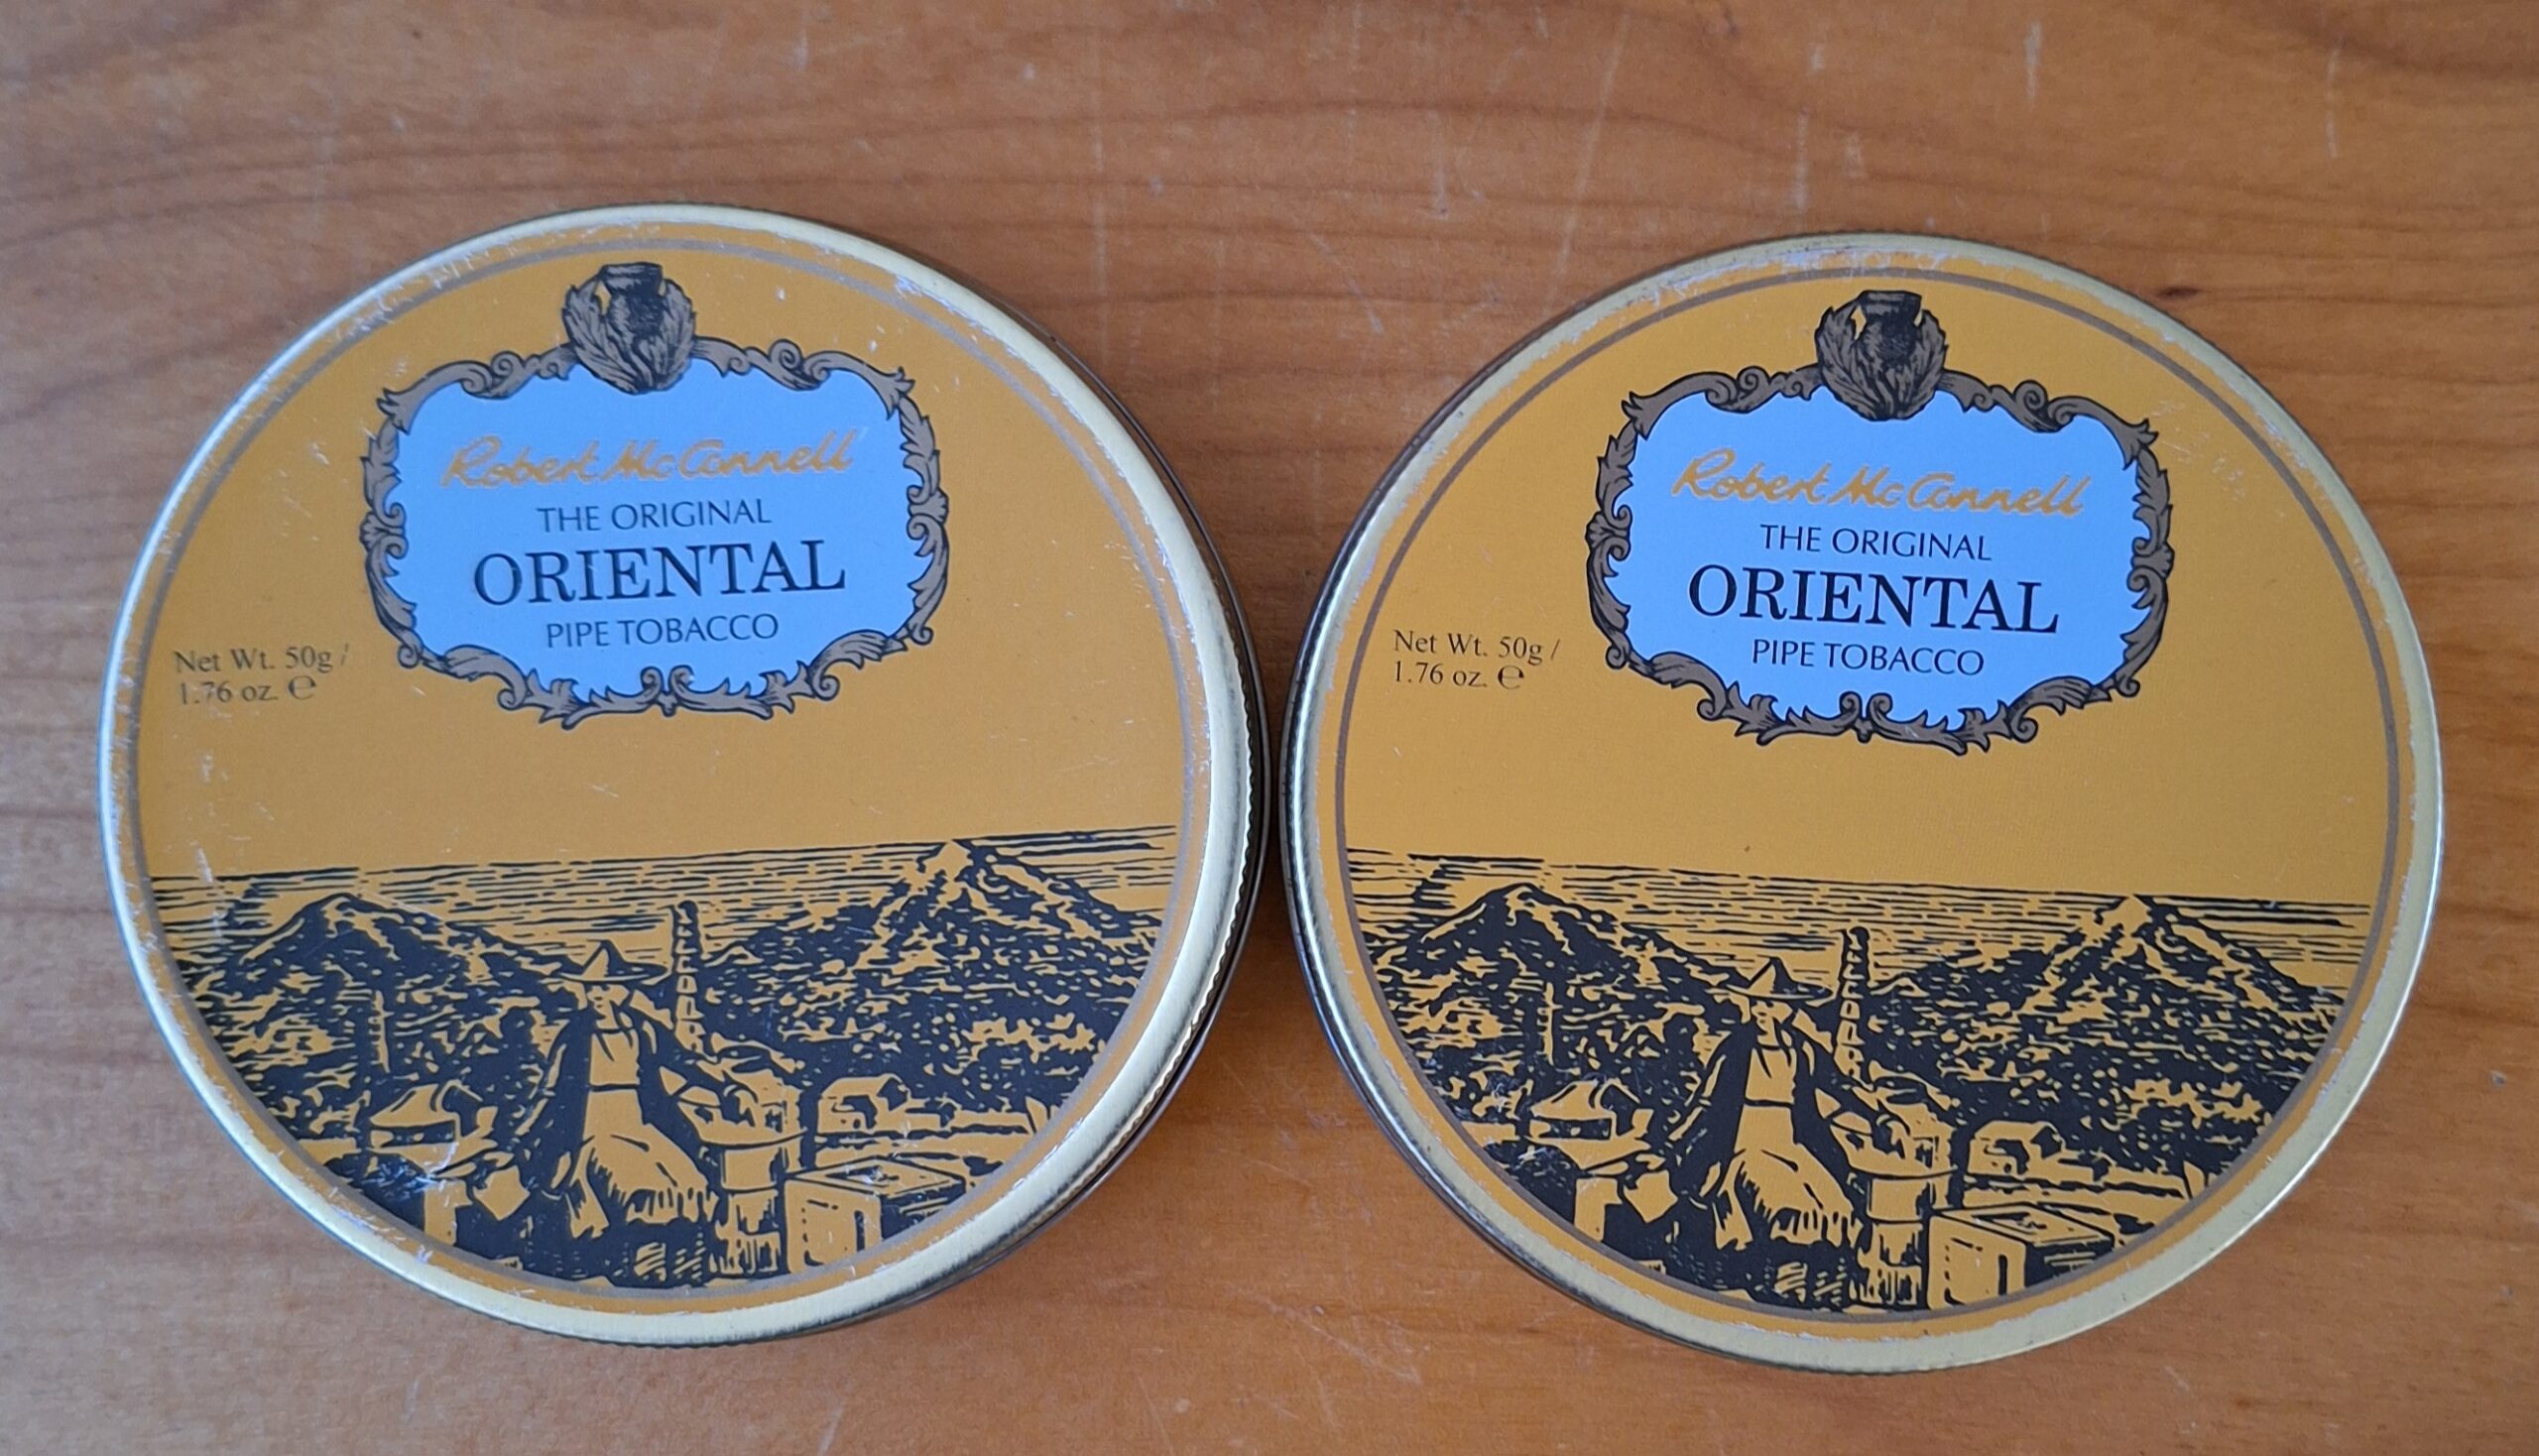 Robert McConnell
THE ORIGINAL
ORIENTAL
PIPE TOBACCO
Net Wt. 50g /
1.76 oz. ℮
Robert McConnell
THE ORIGINAL
ORIENTAL
PIPE TOBACCO
Net Wt. 50g /
1.76 oz. ℮